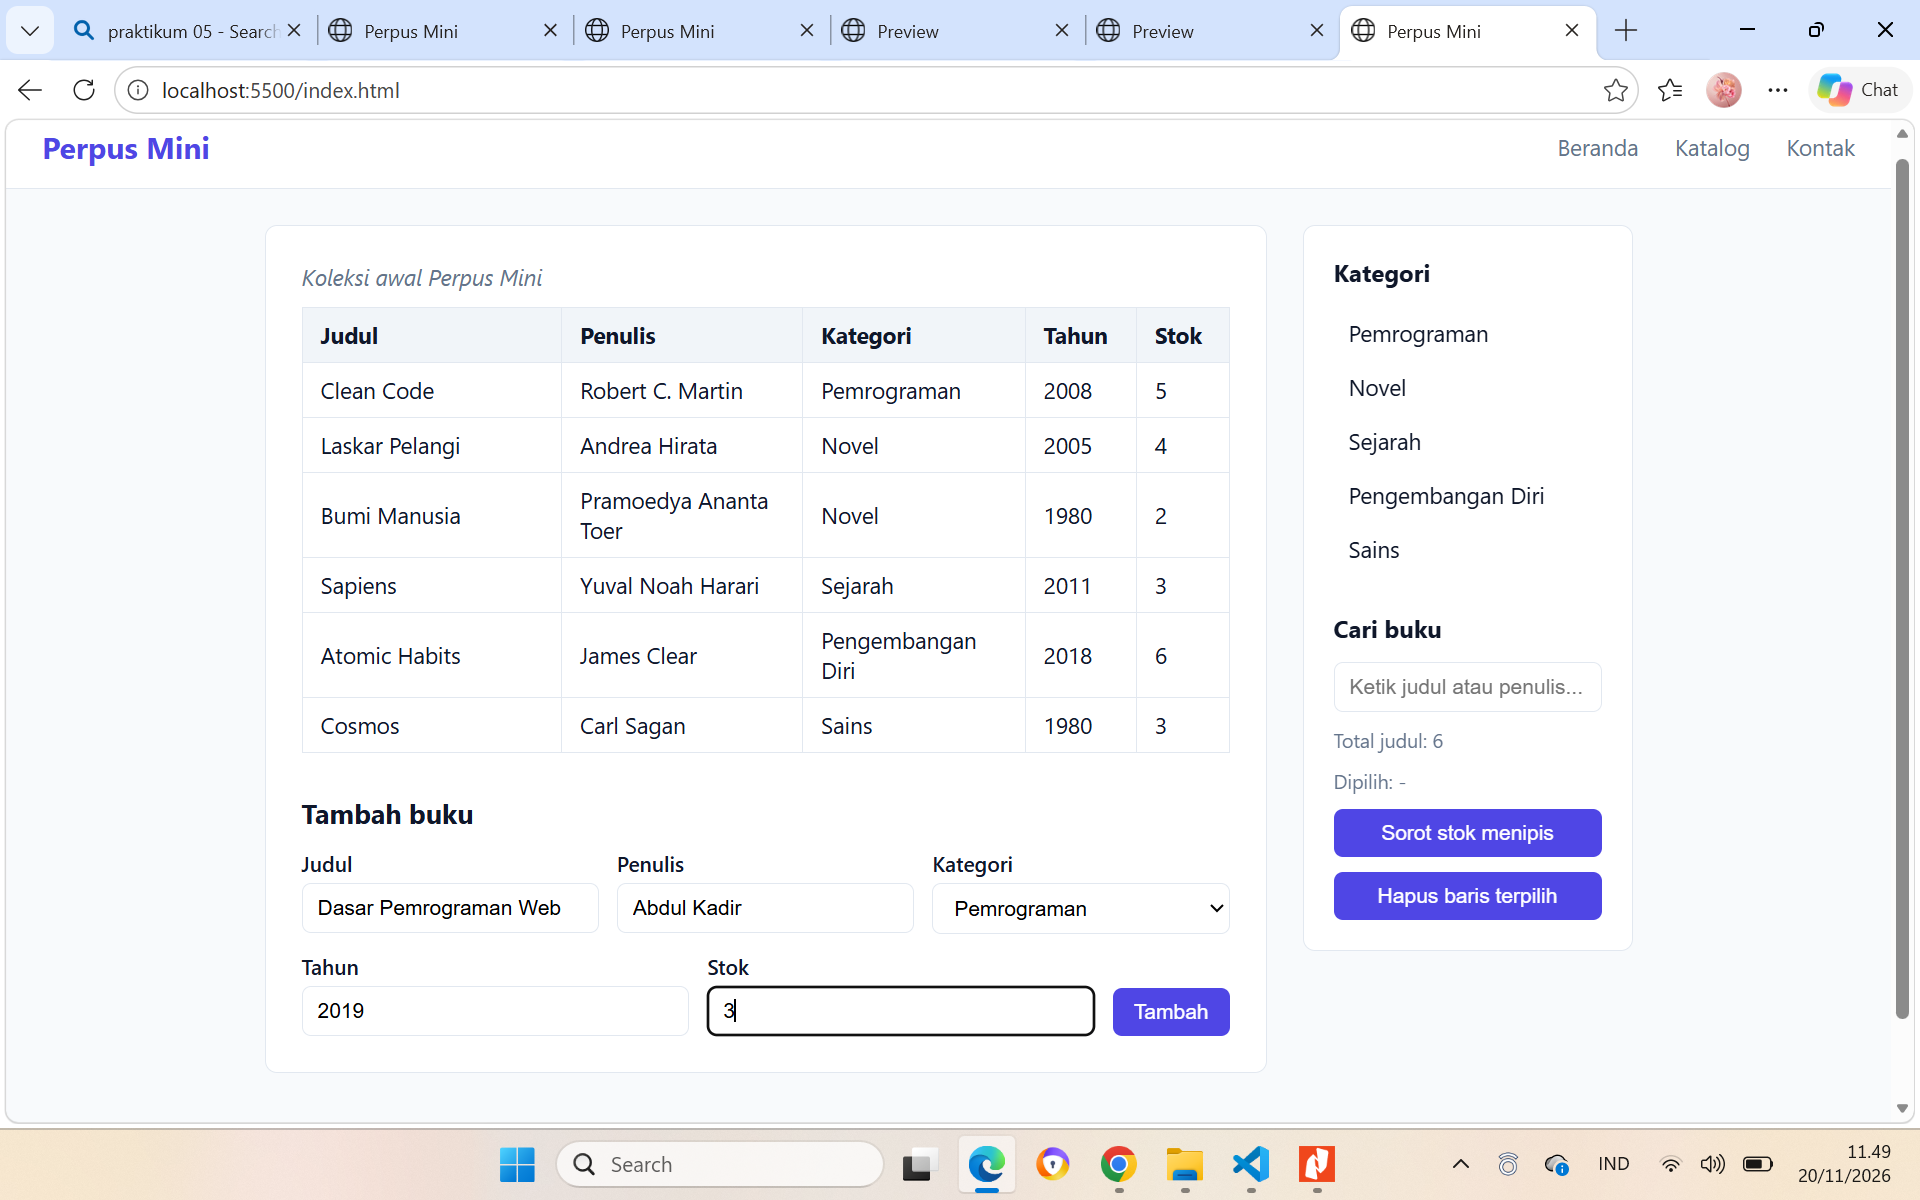 praktikum 05 - Search
Perpus Mini
Perpus Mini
Preview
Preview
Perpus Mini
localhost:5500/index.html
Chat
Perpus Mini
Beranda Katalog Kontak
Koleksi awal Perpus Mini
Judul Penulis Kategori Tahun Stok
Clean Code Robert C. Martin Pemrograman 2008 5
Laskar Pelangi Andrea Hirata Novel 2005 4
Bumi Manusia Pramoedya Ananta Toer Novel 1980 2
Sapiens Yuval Noah Harari Sejarah 2011 3
Atomic Habits James Clear Pengembangan Diri 2018 6
Cosmos Carl Sagan Sains 1980 3
Tambah buku
Judul Penulis Kategori
Dasar Pemrograman Web Abdul Kadir Pemrograman
Tahun Stok
2019 3 Tambah
Kategori
Pemrograman
Novel
Sejarah
Pengembangan Diri
Sains
Cari buku
Ketik judul atau penulis...
Total judul: 6
Dipilih: -
Sorot stok menipis
Hapus baris terpilih
Search
IND
11.49
20/11/2026